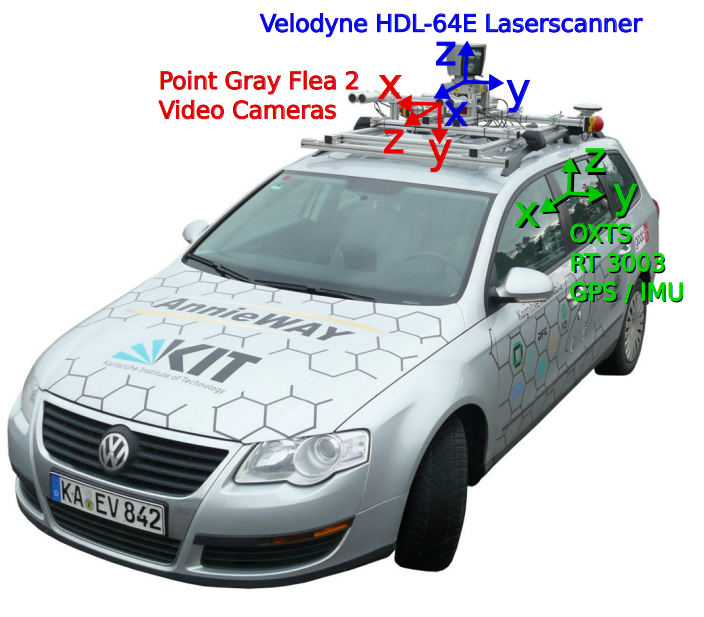 Velodyne HDL-64E Laserscanner
z
y
x
Point Gray Flea 2
Video Cameras
x
z
y
z
y
x
OXTS
RT 3003
GPS / IMU
AnnieWAY
KIT
Karlsruhe Institute of Technology
KA EV 842